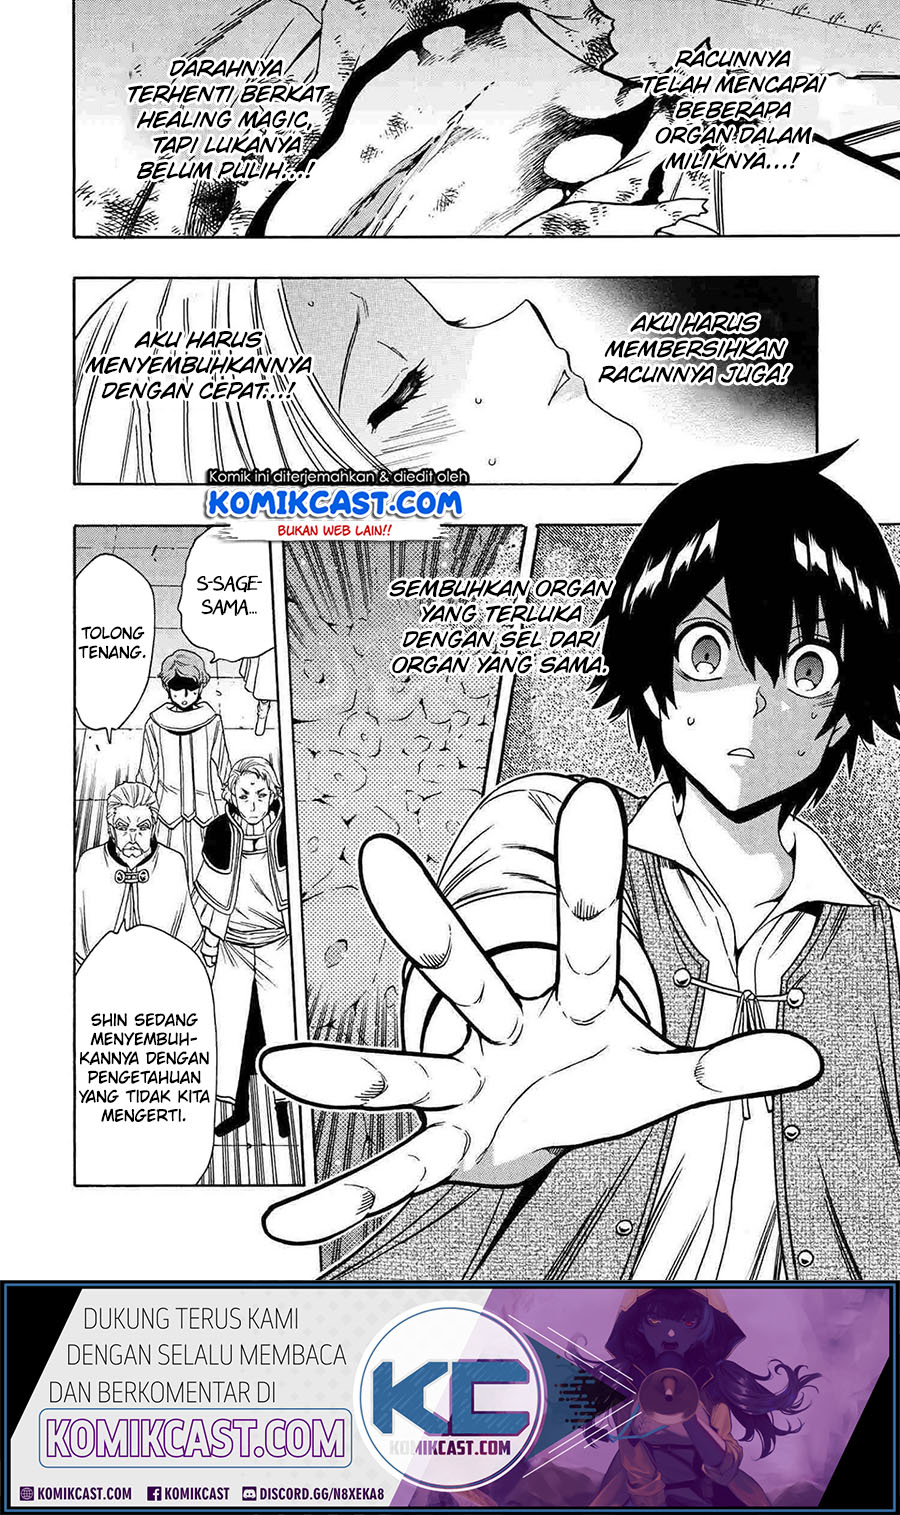 RACUNNYA
TELAH MENCAPAI
BEBERAPA
ORGAN DALAM
MILIKNYA...!
DARAHNYA
TERHENTI BERKAT
HEALING MAGIC,
TAPI LUKANYA
BELUM PULIH...!
AKU HARUS
MEMBERSIHKAN
RACUNNYA JUGA!
AKU HARUS
MENYEMBUHKANNYA
DENGAN CEPAT...!
Komik ini diterjemahkan & diedit oleh
KOMIKCAST.COM
BUKAN WEB LAIN!!
SEMBUHKAN ORGAN
YANG TERLUKA
DENGAN SEL DARI
ORGAN YANG SAMA.
S-SAGE-
SAMA...
TOLONG
TENANG.
SHIN SEDANG
MENYEMBUH-
KANNYA DENGAN
PENGETAHUAN
YANG TIDAK KITA
MENGERTI.
DUKUNG TERUS KAMI
DENGAN SELALU MEMBACA
DAN BERKOMENTAR DI
KOMIKCAST.COM
KC
KOMIKCAST.COM
KOMIKCAST.COM KOMIKCAST DISCORD.GG/N8XEKA8